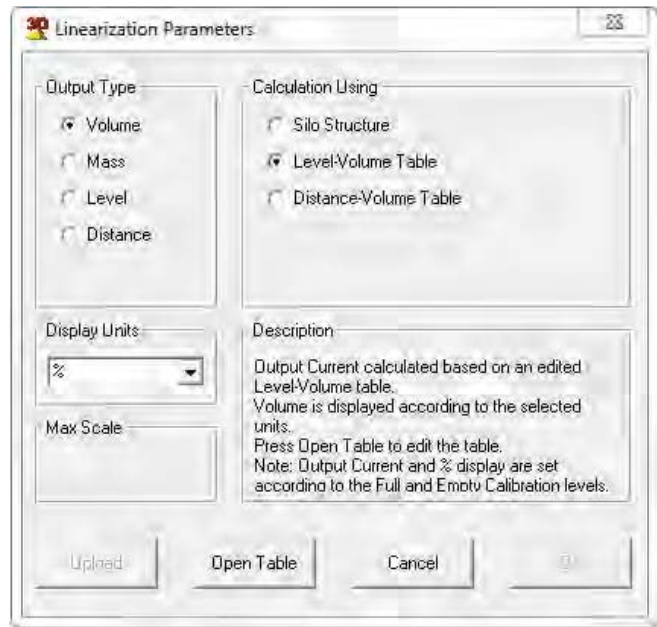 Linearization Parameters
Output Type
Volume
Mass
Level
Distance
Calculation Using
Silo Structure
Level-Volume Table
Distance-Volume Table
Display Units
%
Max Scale
Description
Output Current calculated based on an edited
Level-Volume table.
Volume is displayed according to the selected
units.
Press Open Table to edit the table.
Note: Output Current and % display are set
according to the Full and Empty Calibration levels.
Upload
Open Table
Cancel